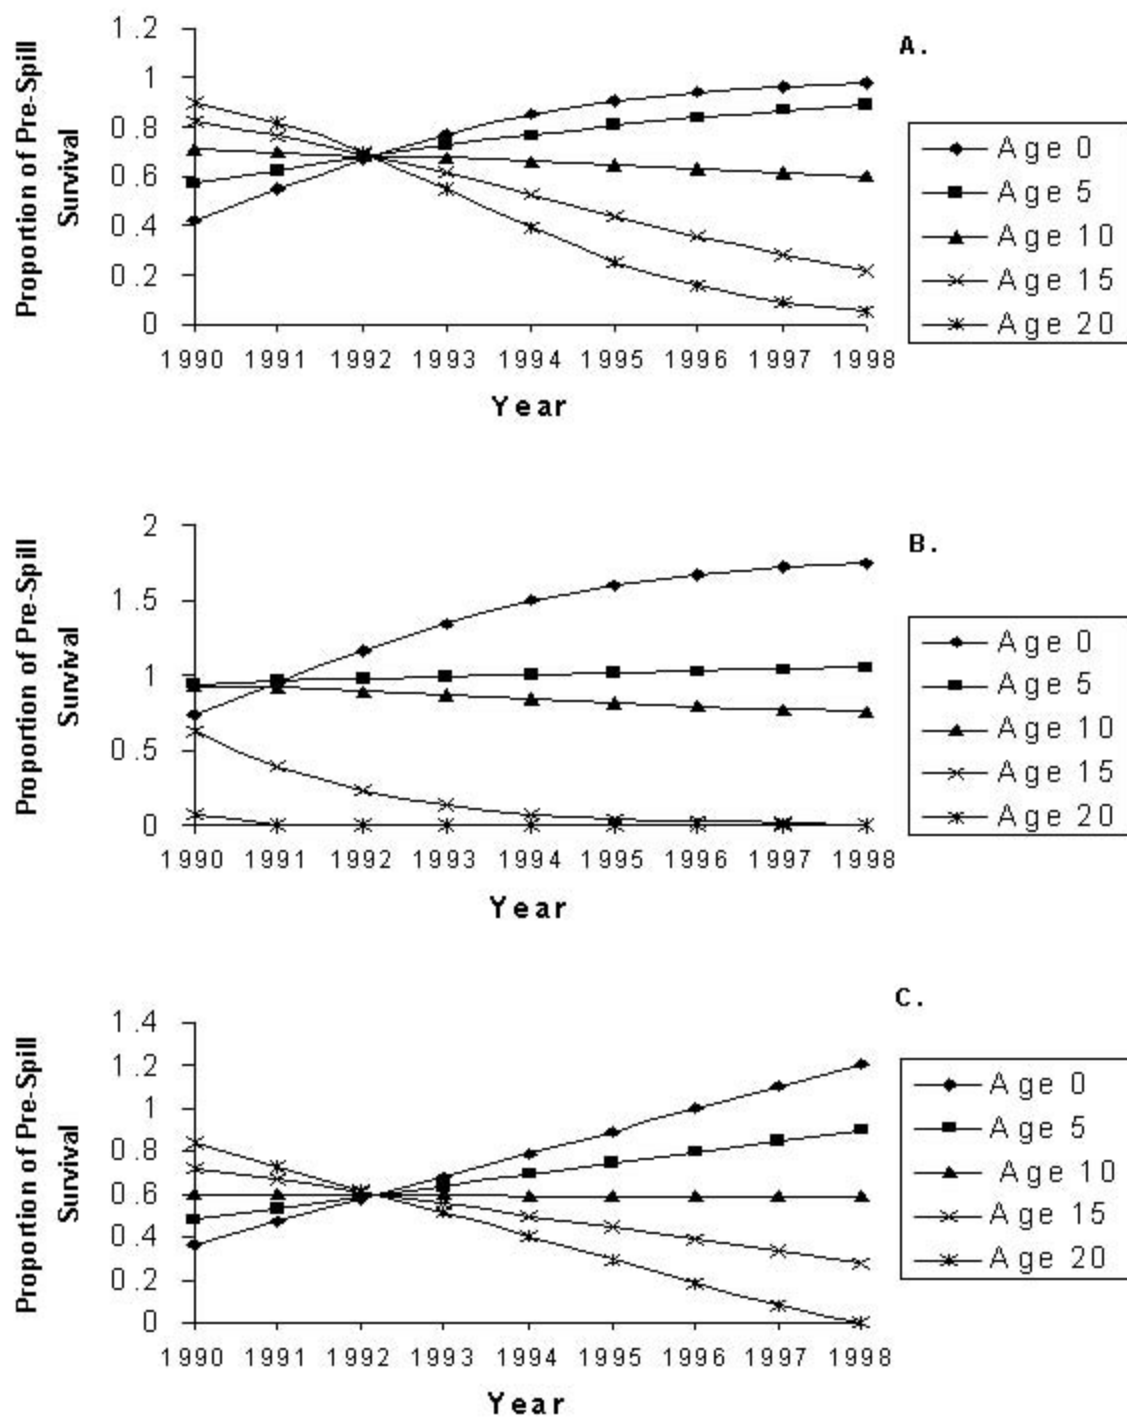 A.
Proportion of Pre-Spill
Survival
1.2
1
0.8
0.6
0.4
0.2
0
1990 1991 1992 1993 1994 1995 1996 1997 1998
Year
Age 0
Age 5
Age 10
Age 15
Age 20
B.
Proportion of Pre-Spill
Survival
2
1.5
1
0.5
0
1990 1991 1992 1993 1994 1995 1996 1997 1998
Year
Age 0
Age 5
Age 10
Age 15
Age 20
C.
Proportion of Pre-Spill
Survival
1.4
1.2
1
0.8
0.6
0.4
0.2
0
1990 1991 1992 1993 1994 1995 1996 1997 1998
Year
Age 0
Age 5
Age 10
Age 15
Age 20